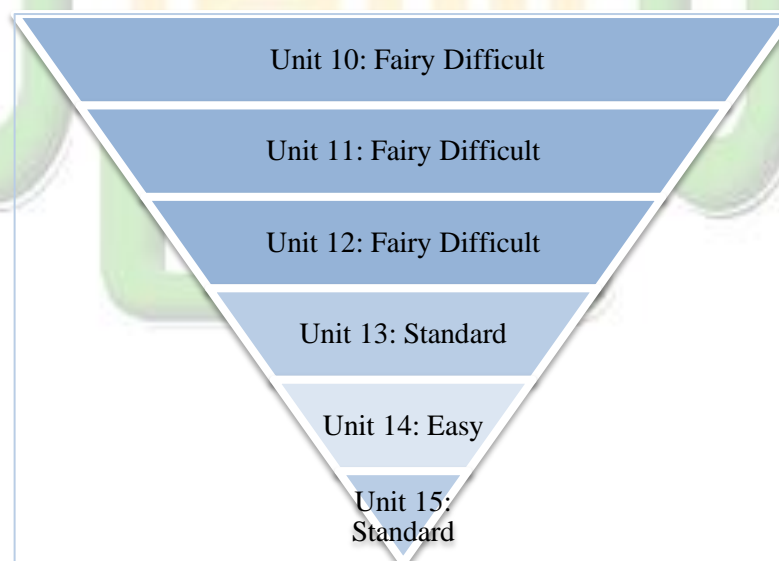 Unit 10: Fairy Difficult
Unit 11: Fairy Difficult
Unit 12: Fairy Difficult
Unit 13: Standard
Unit 14: Easy
Unit 15:
Standard